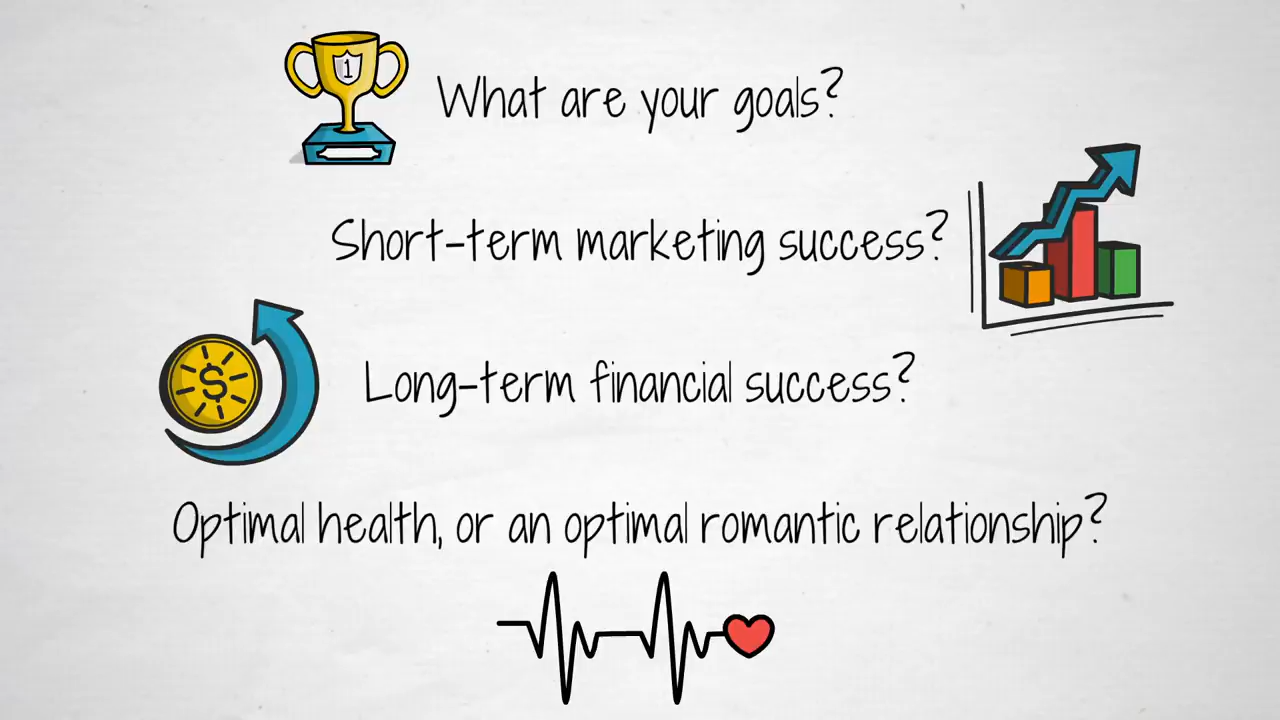 1
What are your goals?
Short-term marketing success?
Long-term financial success?
$
Optimal health, or an optimal romantic relationship?